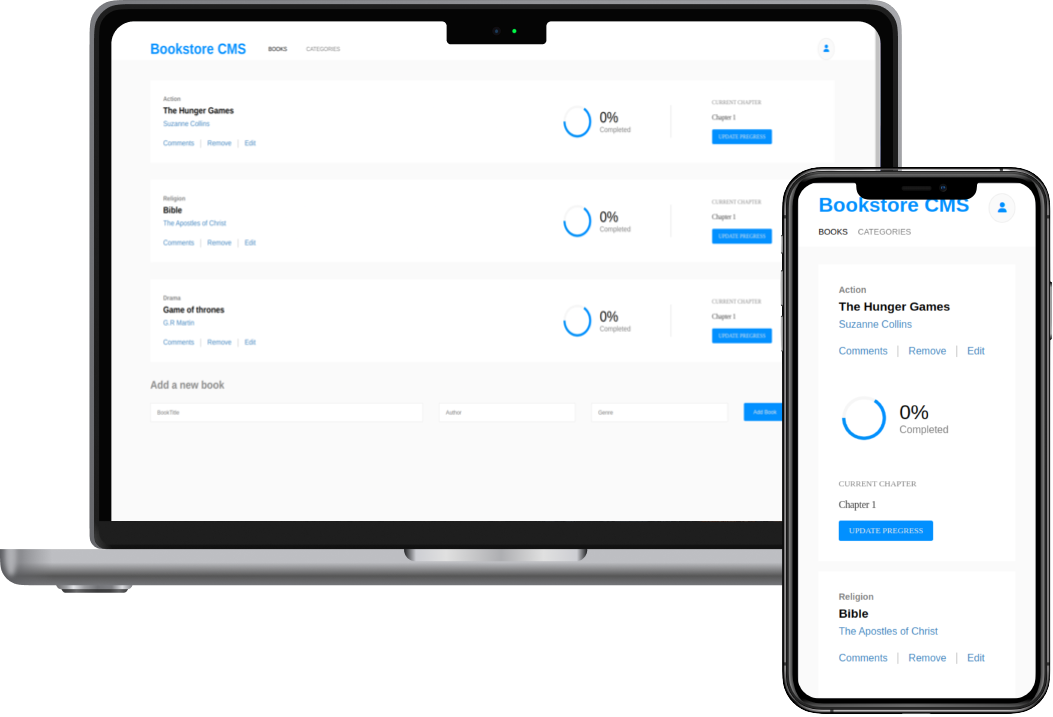 Bookstore CMS BOOKS CATEGORIES
Action
The Hunger Games
Suzanne Collins
Comments | Remove | Edit
0%
Completed
CURRENT CHAPTER
Chapter 1
UPDATE PREGRESS
Religion
Bible
The Apostles of Christ
Comments | Remove | Edit
0%
Completed
CURRENT CHAPTER
Chapter 1
UPDATE PREGRESS
Drama
Game of thrones
G.R Martin
Comments | Remove | Edit
0%
Completed
CURRENT CHAPTER
Chapter 1
UPDATE PREGRESS
Add a new book
BookTitle
Author
Genre
Add Book
Bookstore CMS
BOOKS CATEGORIES
Action
The Hunger Games
Suzanne Collins
Comments | Remove | Edit
0%
Completed
CURRENT CHAPTER
Chapter 1
UPDATE PREGRESS
Religion
Bible
The Apostles of Christ
Comments | Remove | Edit